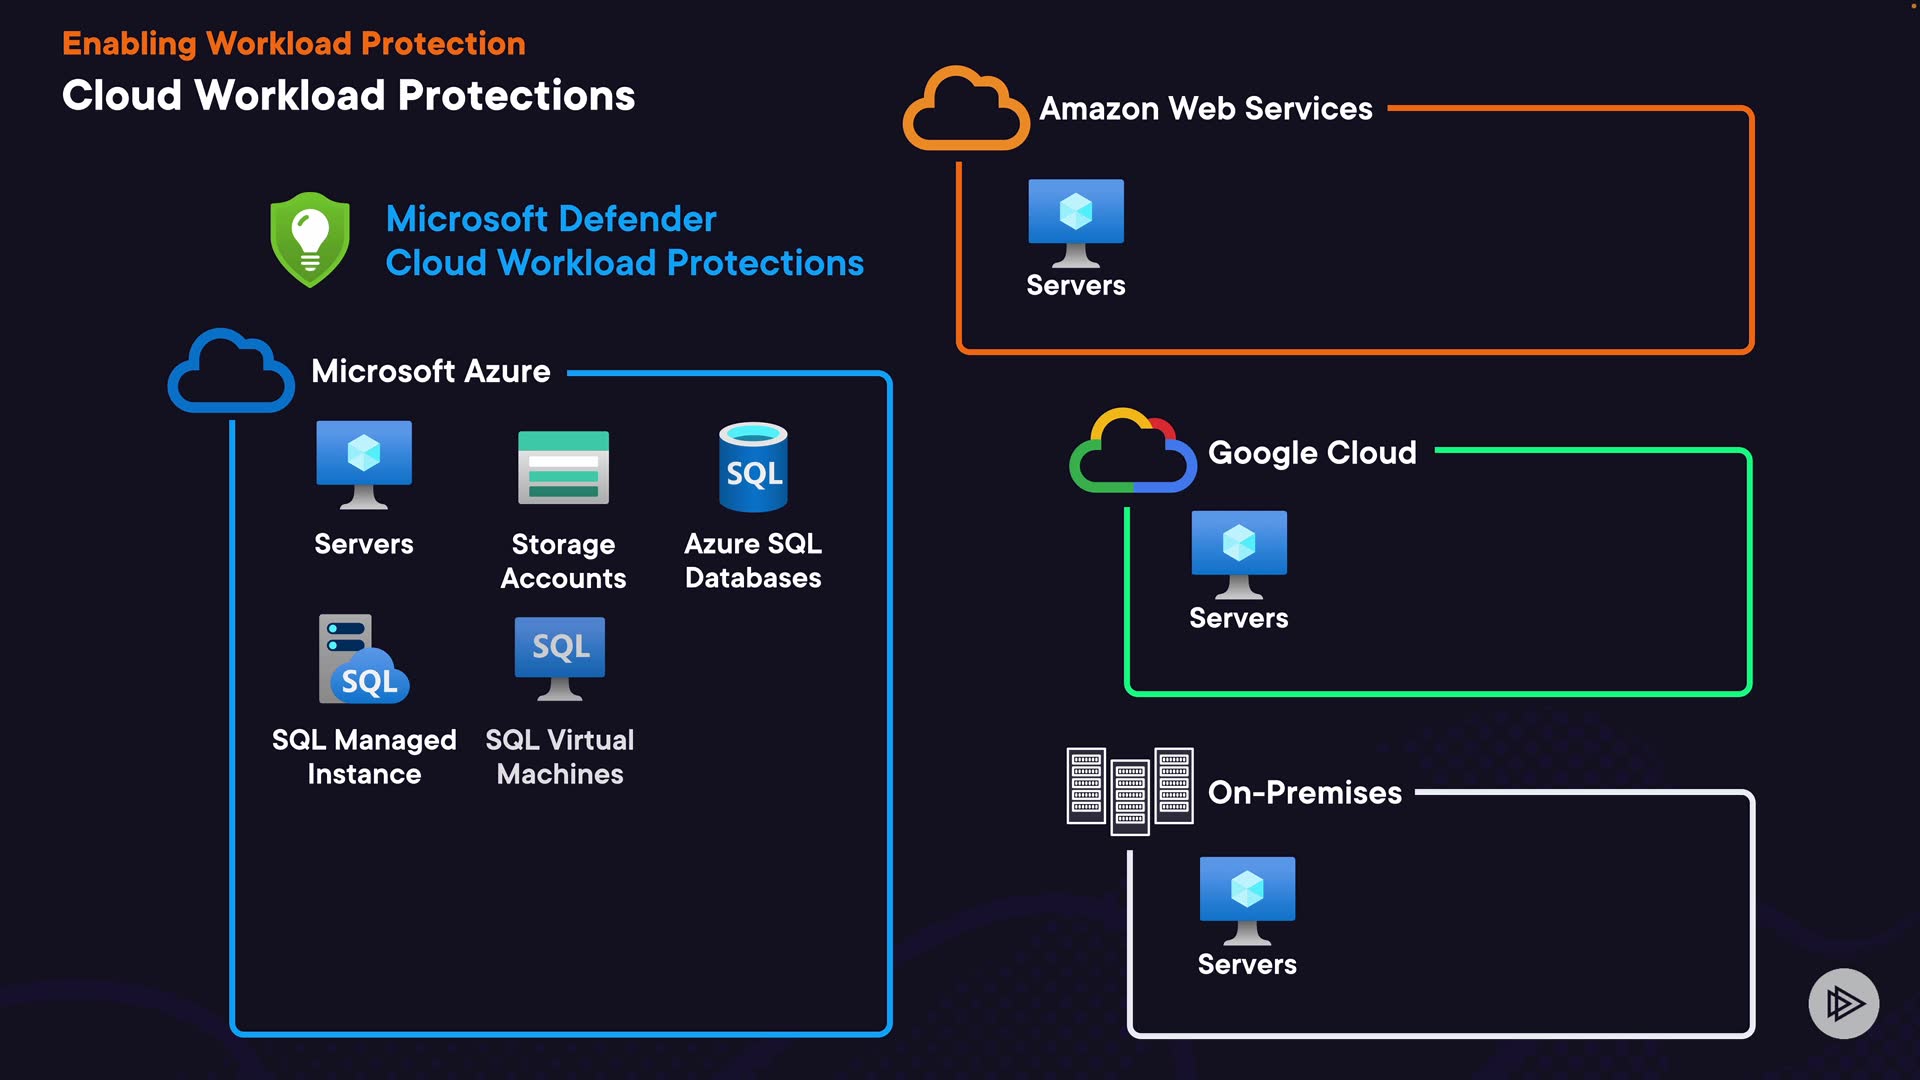 Enabling Workload Protection
Cloud Workload Protections
Microsoft Defender
Cloud Workload Protections
Microsoft Azure
Servers
Storage
Accounts
SQL
Azure SQL
Databases
SQL
SQL Managed
Instance
SQL
SQL Virtual
Machines
Amazon Web Services
Servers
Google Cloud
Servers
On-Premises
Servers